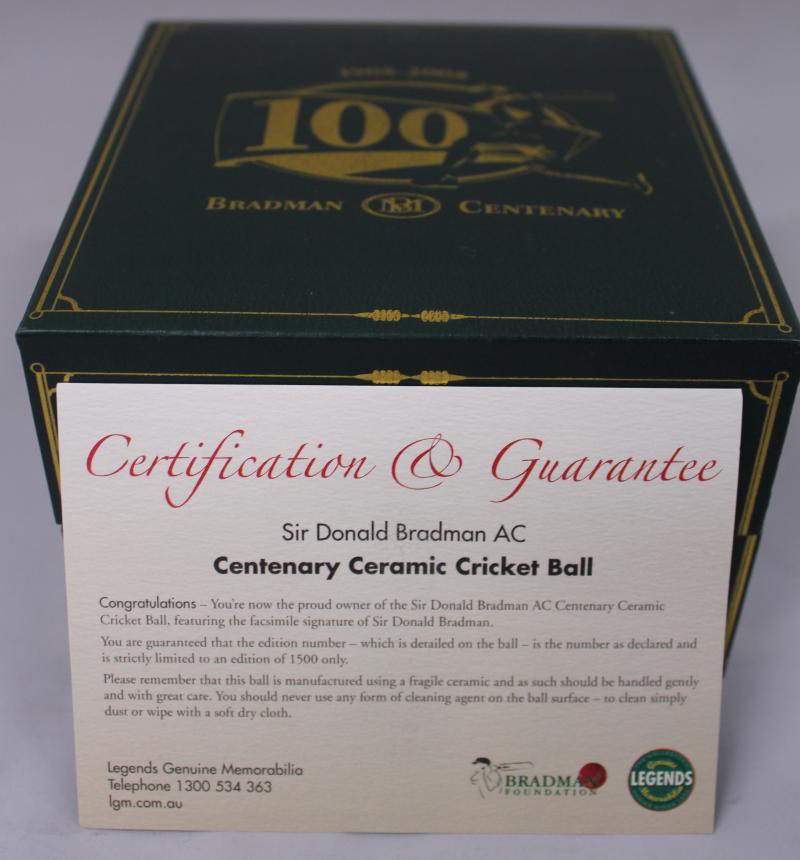 1908-2008
100
BRADMAN BM CENTENARY
Certification & Guarantee
Sir Donald Bradman AC
Centenary Ceramic Cricket Ball
Congratulations – You're now the proud owner of the Sir Donald Bradman AC Centenary Ceramic
Cricket Ball, featuring the facsimile signature of Sir Donald Bradman.
You are guaranteed that the edition number – which is detailed on the ball – is the number as declared and
is strictly limited to an edition of 1500 only.
Please remember that this ball is manufactured using a fragile ceramic and as such should be handled gently
and with great care. You should never use any form of cleaning agent on the ball surface – to clean simply
dust or wipe with a soft dry cloth.
Legends Genuine Memorabilia
Telephone 1300 534 363
lgm.com.au
BRADMAN
FOUNDATION
Genuine
LEGENDS
Memorabilia